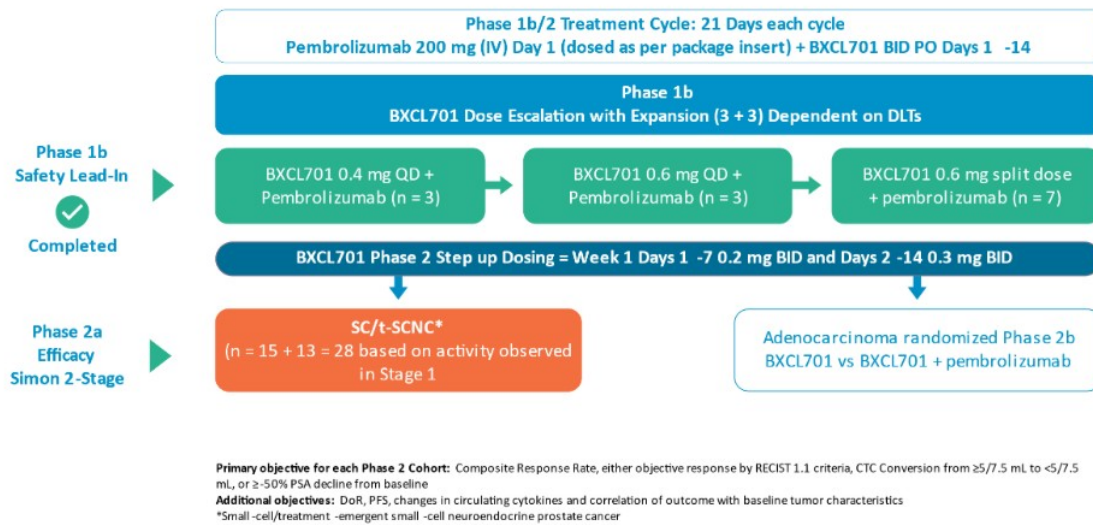 Phase 1b/2 Treatment Cycle: 21 Days each cycle
Pembrolizumab 200 mg (IV) Day 1 (dosed as per package insert) + BXCL701 BID PO Days 1 -14
Phase 1b
BXCL701 Dose Escalation with Expansion (3 + 3) Dependent on DLTs
Phase 1b
Safety Lead-In
Completed
BXCL701 0.4 mg QD +
Pembrolizumab (n = 3)
BXCL701 0.6 mg QD +
Pembrolizumab (n = 3)
BXCL701 0.6 mg split dose
+ pembrolizumab (n = 7)
BXCL701 Phase 2 Step up Dosing = Week 1 Days 1 -7 0.2 mg BID and Days 2 -14 0.3 mg BID
Phase 2a
Efficacy
Simon 2-Stage
SC/t-SCNC*
(n = 15 + 13 = 28 based on activity observed
in Stage 1
Adenocarcinoma randomized Phase 2b
BXCL701 vs BXCL701 + pembrolizumab
Primary objective for each Phase 2 Cohort: Composite Response Rate, either objective response by RECIST 1.1 criteria, CTC Conversion from ≥5/7.5 mL to <5/7.5
mL, or ≥-50% PSA decline from baseline
Additional objectives: DoR, PFS, changes in circulating cytokines and correlation of outcome with baseline tumor characteristics
*Small -cell/treatment -emergent small -cell neuroendocrine prostate cancer